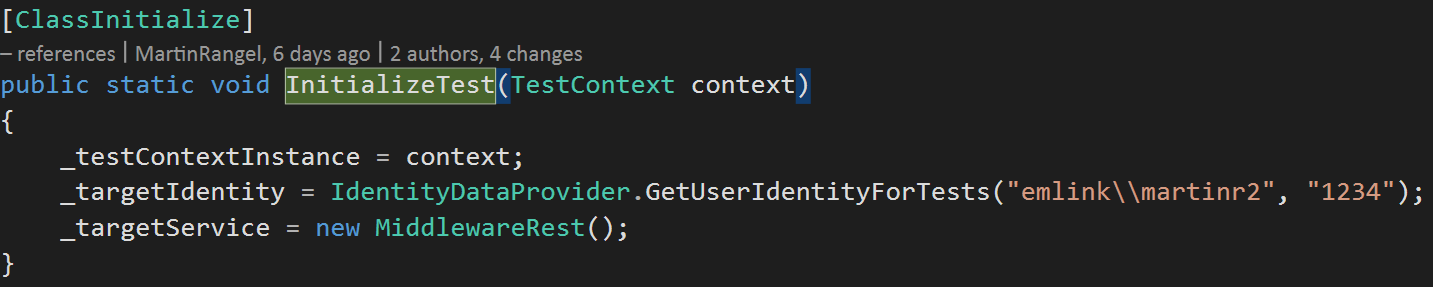 [ClassInitialize]
– references | MartinRangel, 6 days ago | 2 authors, 4 changes
public static void InitializeTest(TestContext context)
{
    _testContextInstance = context;
    _targetIdentity = IdentityDataProvider.GetUserIdentityForTests("emlink\\martinr2", "1234");
    _targetService = new MiddlewareRest();
}